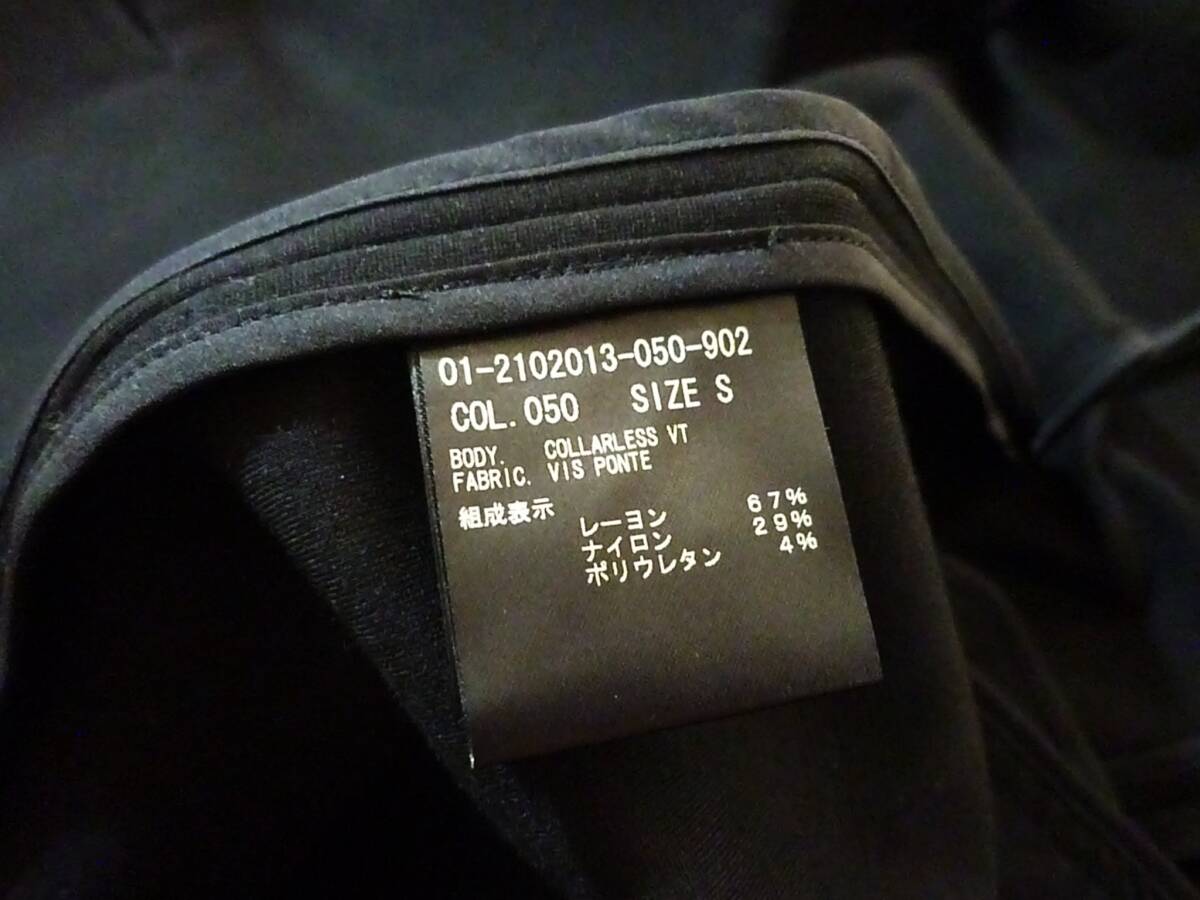 01-2102013-050-902
COL. 050 SIZE S
BODY. COLLARLESS VT
FABRIC. VIS PONTE
組成表示
レーヨン 67%
ナイロン 29%
ポリウレタン 4%